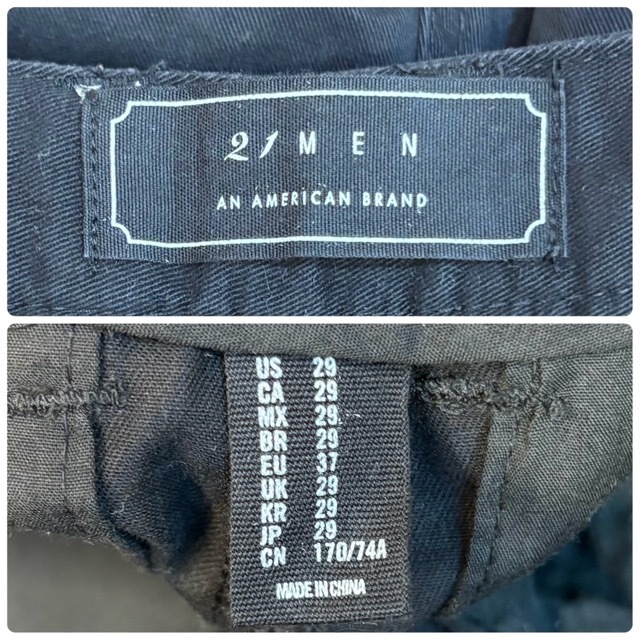 21 MEN
AN AMERICAN BRAND
US 29
CA 29
MX 29
BR 29
EU 37
UK 29
KR 29
JP 29
CN 170/74A
MADE IN CHINA